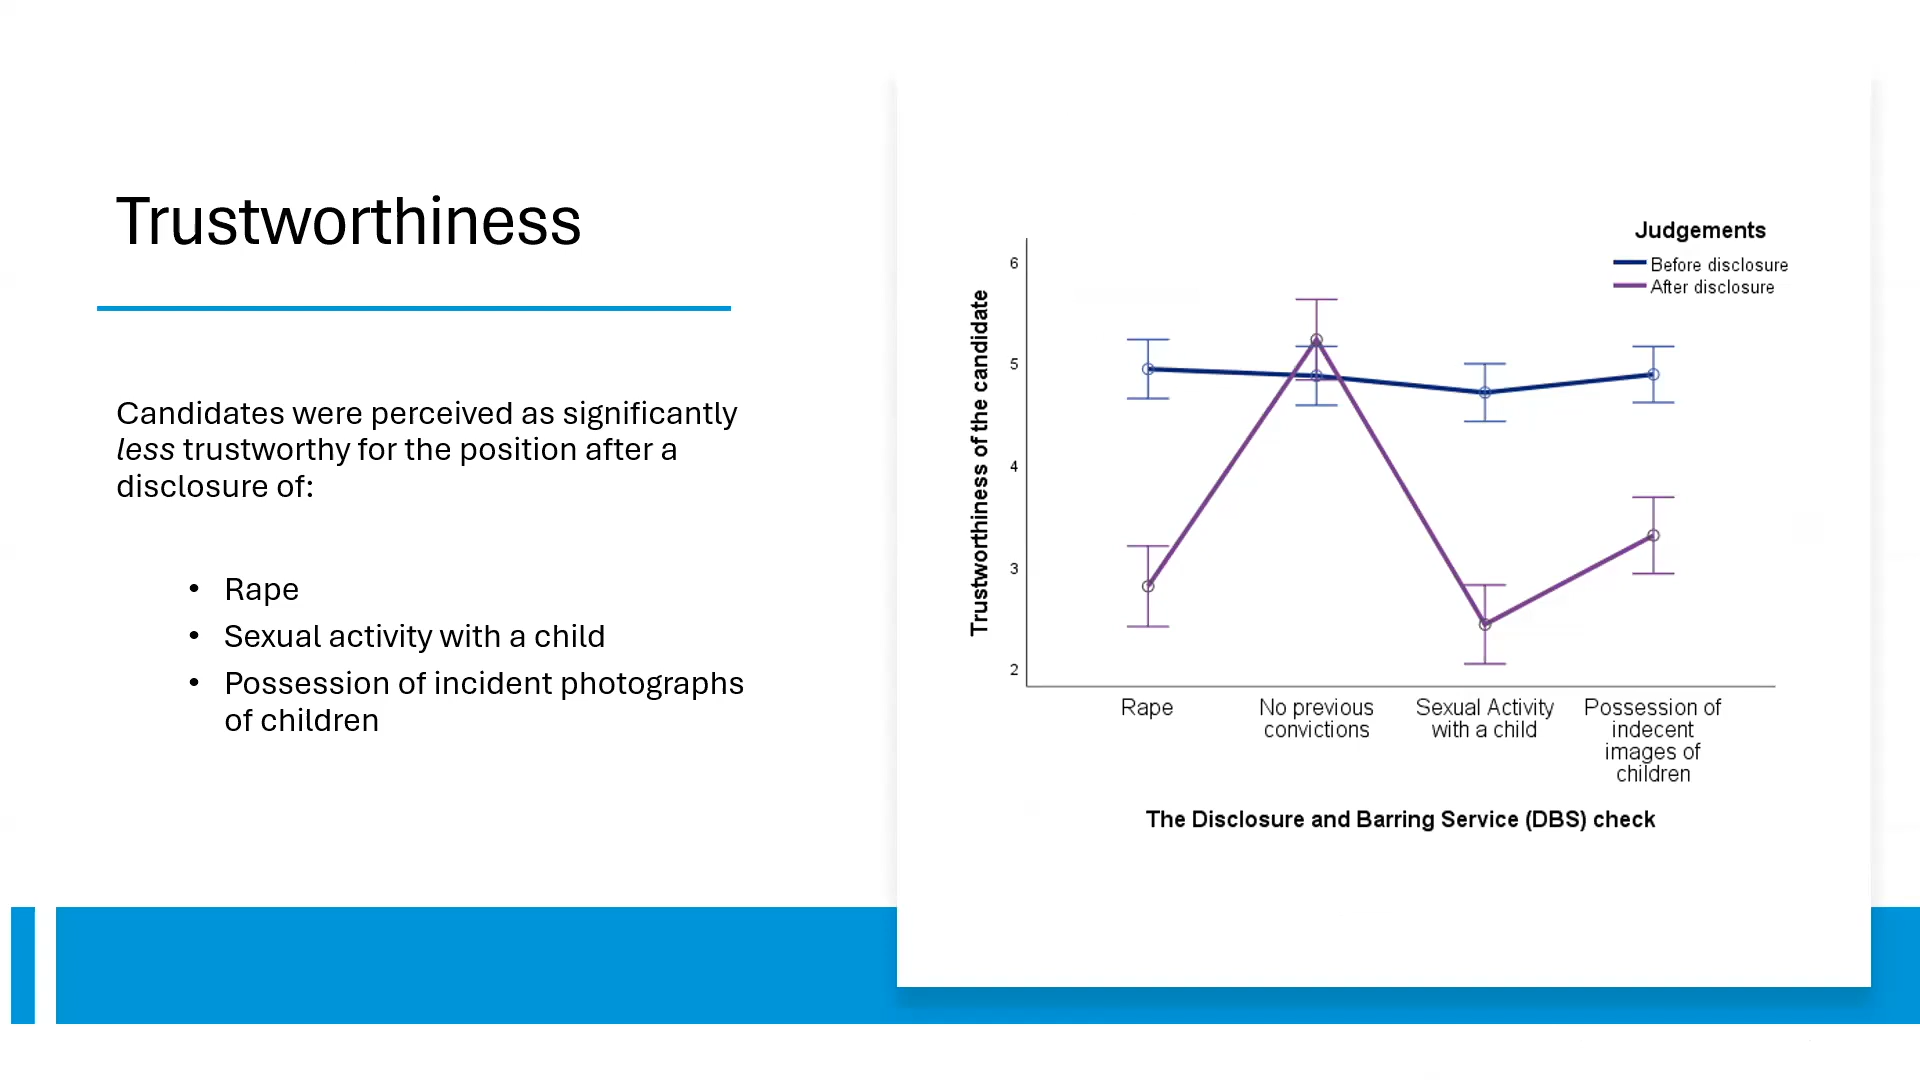 Trustworthiness
Candidates were perceived as significantly
less trustworthy for the position after a
disclosure of:
• Rape
• Sexual activity with a child
• Possession of incident photographs
of children
Judgements
Before disclosure
After disclosure
Trustworthiness of the candidate
6
5
4
3
2
Rape
No previous
convictions
Sexual Activity
with a child
Possession of
indecent
images of
children
The Disclosure and Barring Service (DBS) check